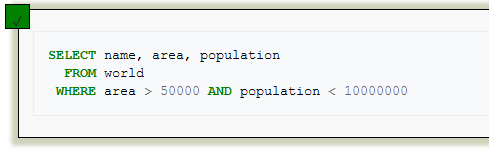 SELECT name, area, population
FROM world
WHERE area > 50000 AND population < 10000000